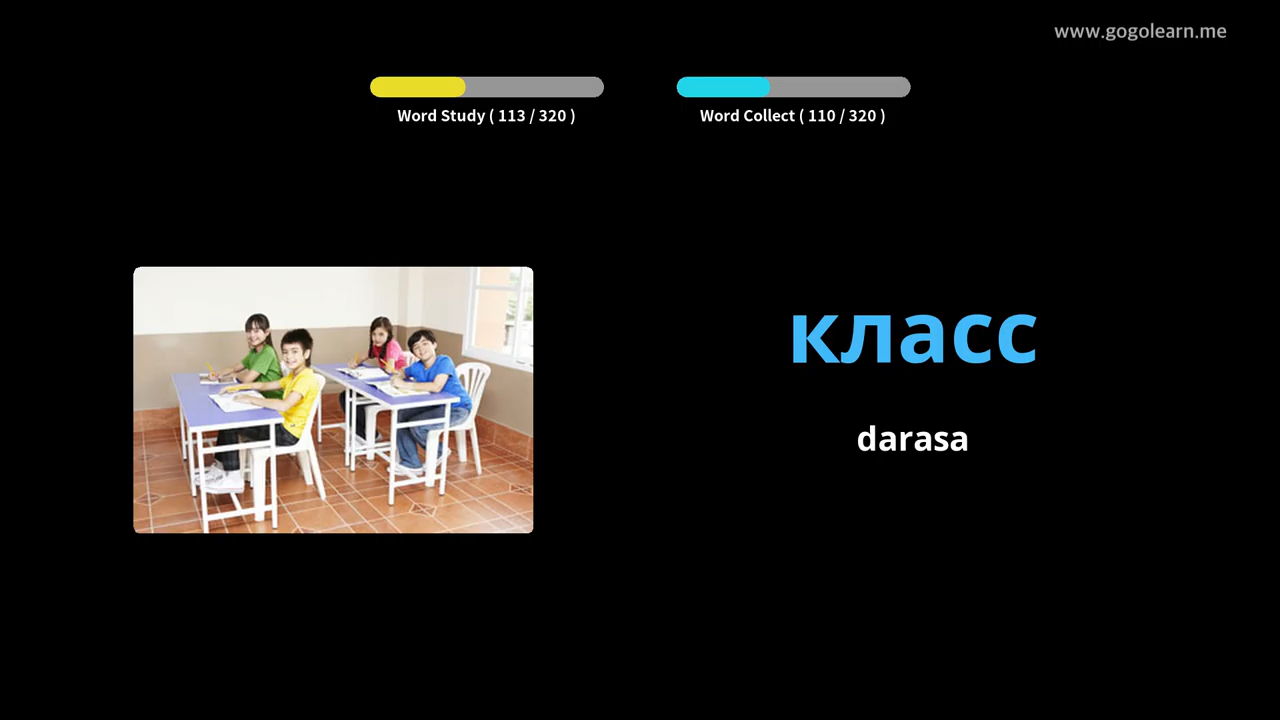 www.gogolearn.me
Word Study ( 113 / 320 )
Word Collect ( 110 / 320 )
класс
darasa